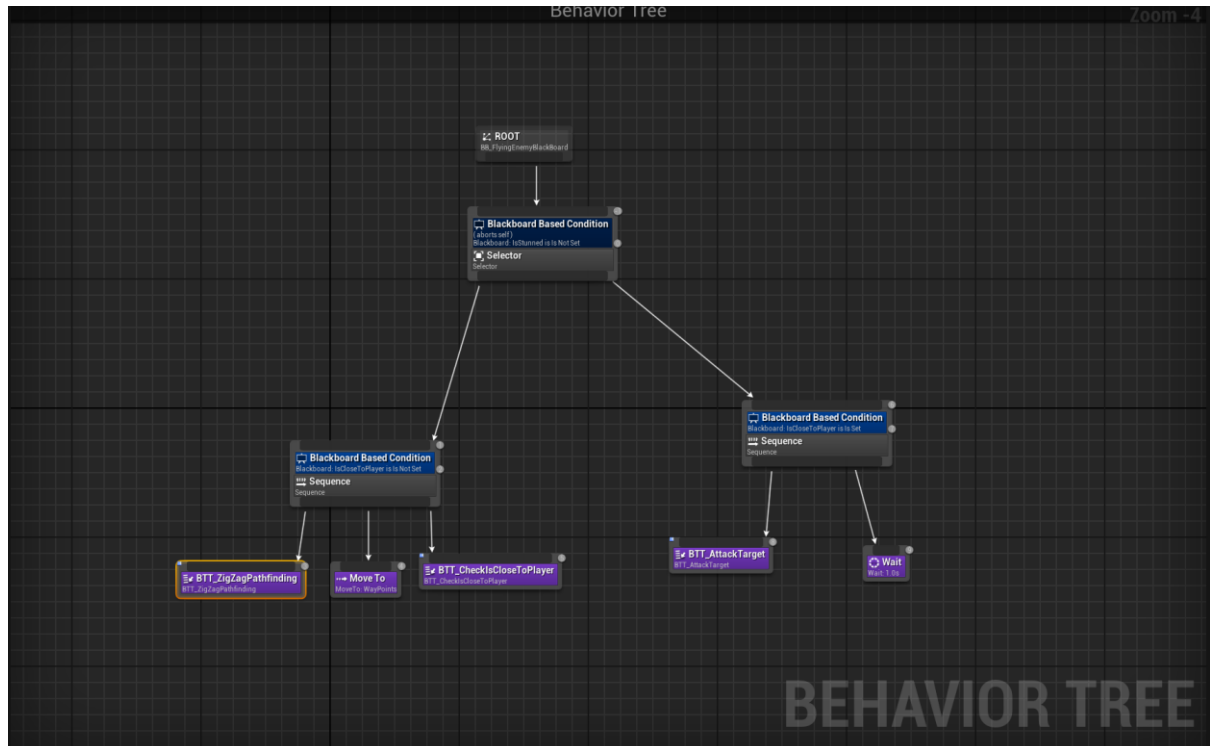 Behavior Tree
Zoom -4
ROOT
BB_FlyingEnemyBlackBoard
Blackboard Based Condition
( aborts self )
Blackboard: IsStunned is Is Not Set
Selector
Selector
Blackboard Based Condition
Blackboard: IsCloseToPlayer is Is Set
Sequence
Sequence
Blackboard Based Condition
Blackboard: IsCloseToPlayer is Is Not Set
Sequence
Sequence
BTT_ZigZagPathfinding
BTT_ZigZagPathfinding
Move To
MoveTo: WayPoints
BTT_CheckIsCloseToPlayer
BTT_CheckIsCloseToPlayer
BTT_AttackTarget
BTT_AttackTarget
Wait
Wait: 1.0s
BEHAVIOR TREE